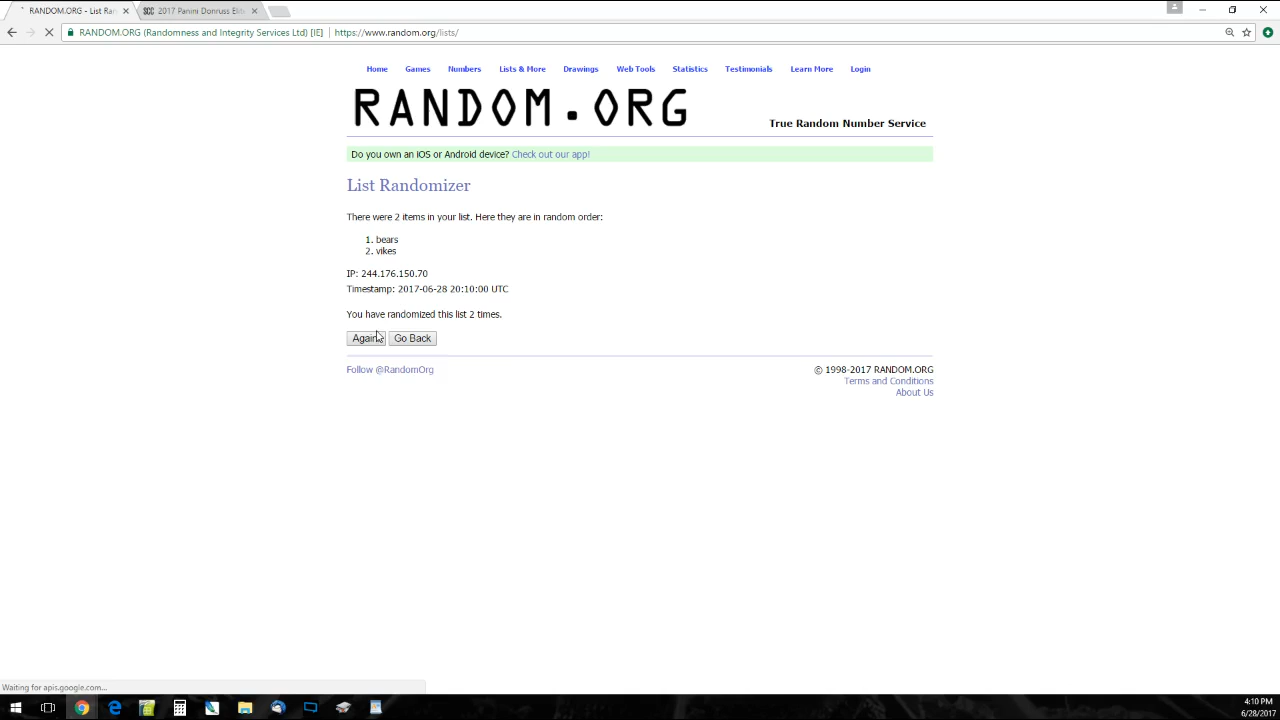 RANDOM.ORG - List Ran
2017 Panini Donruss Elite
RANDOM.ORG (Randomness and Integrity Services Ltd) [IE] https://www.random.org/lists/
Home Games Numbers Lists & More Drawings Web Tools Statistics Testimonials Learn More Login
RANDOM.ORG
True Random Number Service
Do you own an iOS or Android device? Check out our app!
List Randomizer
There were 2 items in your list. Here they are in random order:
1. bears
2. vikes
IP: 244.176.150.70
Timestamp: 2017-06-28 20:10:00 UTC
You have randomized this list 2 times.
Again Go Back
Follow @RandomOrg
© 1998-2017 RANDOM.ORG
Terms and Conditions
About Us
Waiting for apis.google.com...
4:10 PM
6/28/2017